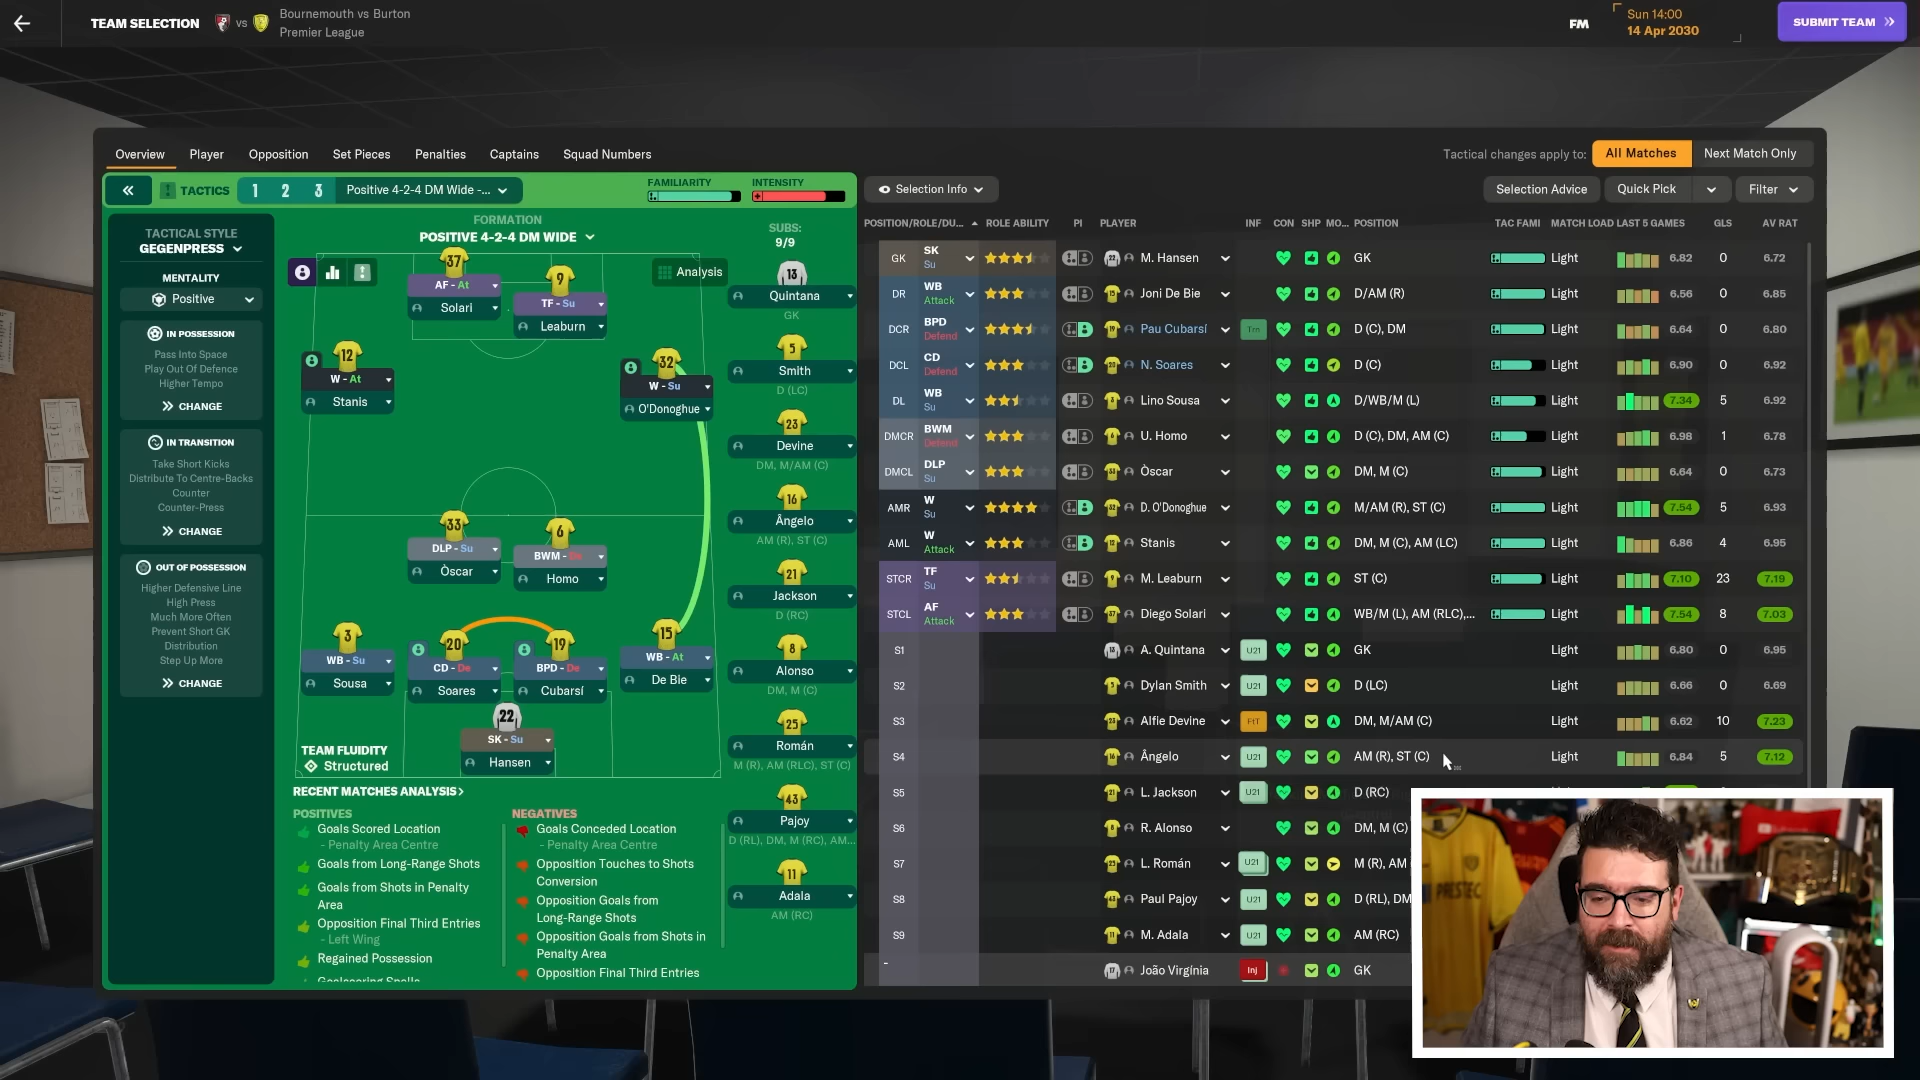 TEAM SELECTION
vs
Bournemouth vs Burton
Premier League
FM
Sun 14:00
14 Apr 2030
SUBMIT TEAM
Overview
Player
Opposition
Set Pieces
Penalties
Captains
Squad Numbers
Tactical changes apply to:
All Matches
Next Match Only
TACTICS
1 2 3
Positive 4-2-4 DM Wide -...
FAMILIARITY
INTENSITY
Selection Info
Selection Advice
Quick Pick
Filter
TACTICAL STYLE
GEGENPRESS
MENTALITY
Positive
IN POSSESSION
Pass Into Space
Play Out Of Defence
Higher Tempo
CHANGE
IN TRANSITION
Take Short Kicks
Distribute To Centre-Backs
Counter
Counter-Press
CHANGE
OUT OF POSSESSION
Higher Defensive Line
High Press
Much More Often
Prevent Short GK
Distribution
Step Up More
CHANGE
FORMATION
POSITIVE 4-2-4 DM WIDE
Analysis
37
AF - At
Solari
9
TF - Su
Leaburn
12
W - At
Stanis
32
W - Su
O'Donoghue
33
DLP - Su
Òscar
6
BWM - De
Homo
3
WB - Su
Sousa
20
CD - De
Soares
19
BPD - De
Cubarsí
15
WB - At
De Bie
22
SK - Su
Hansen
TEAM FLUIDITY
Structured
SUBS:
9/9
13
Quintana
GK
5
Smith
D (LC)
23
Devine
DM, M/AM (C)
16
Ângelo
AM (R), ST (C)
21
Jackson
D (RC)
8
Alonso
DM, M (C)
25
Román
M (R), AM (RLC), ST (C)
43
Pajoy
D (RL), DM, M (RC), AM...
11
Adala
AM (RC)
RECENT MATCHES ANALYSIS>
POSITIVES
Goals Scored Location
- Penalty Area Centre
Goals from Long-Range Shots
Goals from Shots in Penalty
Area
Opposition Final Third Entries
- Left Wing
Regained Possession
Goalscoring Spells
NEGATIVES
Goals Conceded Location
- Penalty Area Centre
Opposition Touches to Shots
Conversion
Opposition Goals from
Long-Range Shots
Opposition Goals from Shots in
Penalty Area
Opposition Final Third Entries
POSITION/ROLE/DU... ROLE ABILITY PI PLAYER INF CON SHP MO... POSITION TAC FAMI MATCH LOAD LAST 5 GAMES GLS AV RAT
GK SK Su M. Hansen GK Light 6.82 0 6.72
DR WB Attack Joni De Bie D/AM (R) Light 6.56 0 6.85
DCR BPD Defend Pau Cubarsí Trn D (C), DM Light 6.64 0 6.80
DCL CD Defend N. Soares D (C) Light 6.90 0 6.92
DL WB Su Lino Sousa D/WB/M (L) Light 7.34 5 6.92
DMCR BWM Defend U. Homo D (C), DM, AM (C) Light 6.98 1 6.78
DMCL DLP Su Òscar DM, M (C) Light 6.64 0 6.73
AMR W Su D. O'Donoghue M/AM (R), ST (C) Light 7.54 5 6.93
AML W Attack Stanis DM, M (C), AM (LC) Light 6.86 4 6.95
STCR TF Su M. Leaburn ST (C) Light 7.10 23 7.19
STCL AF Attack Diego Solari WB/M (L), AM (RLC),... Light 7.54 8 7.03
S1 A. Quintana U21 GK Light 6.80 0 6.95
S2 Dylan Smith U21 D (LC) Light 6.66 0 6.69
S3 Alfie Devine FtT DM, M/AM (C) Light 6.62 10 7.23
S4 Ângelo U21 AM (R), ST (C) Light 6.84 5 7.12
S5 L. Jackson U21 D (RC)
S6 R. Alonso DM, M (C)
S7 L. Román U21 M (R), AM
S8 Paul Pajoy U21 D (RL), DM
S9 M. Adala U21 AM (RC)
- João Virgínia Inj GK
PRESTEC